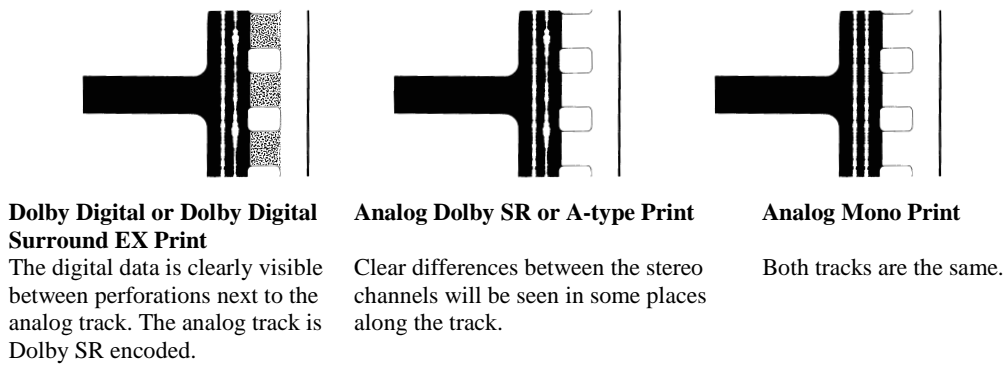 Dolby Digital or Dolby Digital
Surround EX Print
The digital data is clearly visible
between perforations next to the
analog track. The analog track is
Dolby SR encoded.
Analog Dolby SR or A-type Print
Clear differences between the stereo
channels will be seen in some places
along the track.
Analog Mono Print
Both tracks are the same.